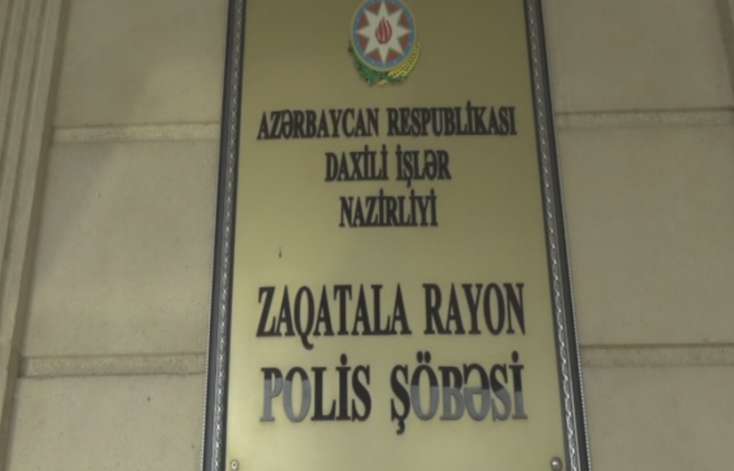 AZƏRBAYCAN RESPUBLİKASI
DAXİLİ İŞLƏR
NAZİRLİYİ
ZAQATALA RAYON
POLİS ŞÖBƏSİ